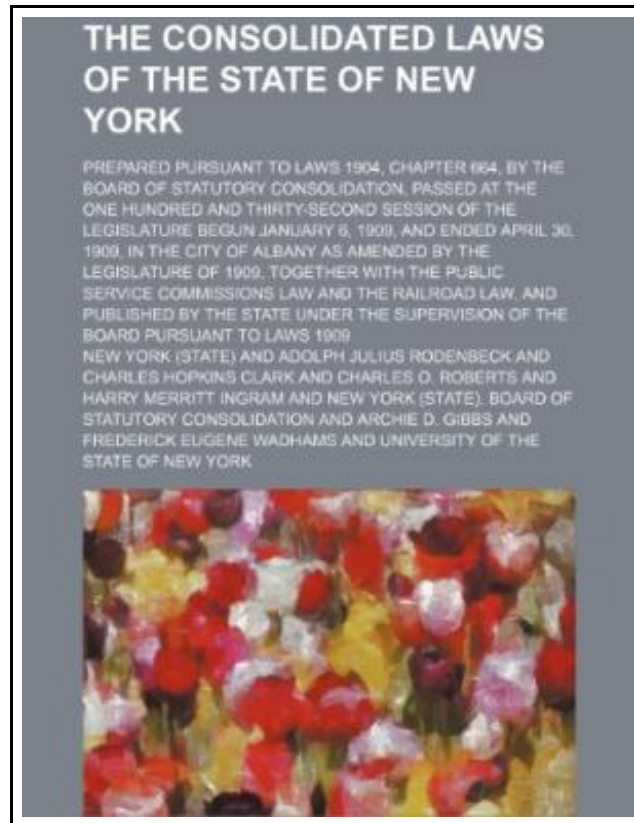 THE CONSOLIDATED LAWS
OF THE STATE OF NEW
YORK
PREPARED PURSUANT TO LAWS 1904, CHAPTER 664, BY THE
BOARD OF STATUTORY CONSOLIDATION. PASSED AT THE
ONE HUNDRED AND THIRTY-SECOND SESSION OF THE
LEGISLATURE BEGUN JANUARY 6, 1909, AND ENDED APRIL 30,
1909, IN THE CITY OF ALBANY AS AMENDED BY THE
LEGISLATURE OF 1909, TOGETHER WITH THE PUBLIC
SERVICE COMMISSIONS LAW AND THE RAILROAD LAW, AND
PUBLISHED BY THE STATE UNDER THE SUPERVISION OF THE
BOARD PURSUANT TO LAWS 1909
NEW YORK (STATE) AND ADOLPH JULIUS RODENBECK AND
CHARLES HOPKINS CLARK AND CHARLES O. ROBERTS AND
HARRY MERRITT INGRAM AND NEW YORK (STATE). BOARD OF
STATUTORY CONSOLIDATION AND ARCHIE D. GIBBS AND
FREDERICK EUGENE WADHAMS AND UNIVERSITY OF THE
STATE OF NEW YORK